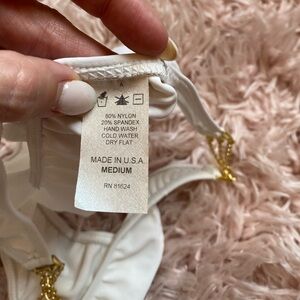 80% NYLON
20% SPANDEX
HAND WASH
COLD WATER
DRY FLAT
MADE IN U.S.A
MEDIUM
RN 81624